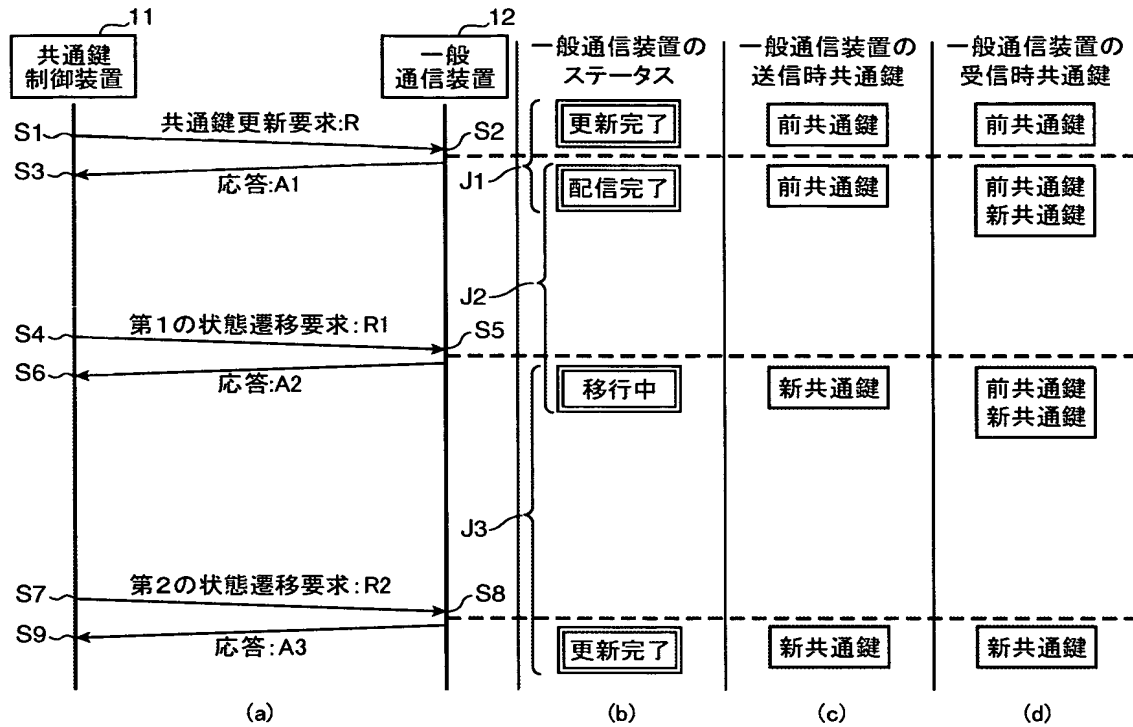 11
12
共通鍵
制御装置
一般
通信装置
一般通信装置の
ステータス
一般通信装置の
送信時共通鍵
一般通信装置の
受信時共通鍵
S1
共通鍵更新要求:R
S2
更新完了
前共通鍵
前共通鍵
S3
応答:A1
J1
配信完了
前共通鍵
前共通鍵
新共通鍵
J2
S4
第1の状態遷移要求:R1
S5
S6
応答:A2
移行中
新共通鍵
前共通鍵
新共通鍵
J3
S7
第2の状態遷移要求:R2
S8
S9
応答:A3
更新完了
新共通鍵
新共通鍵
(a)
(b)
(c)
(d)